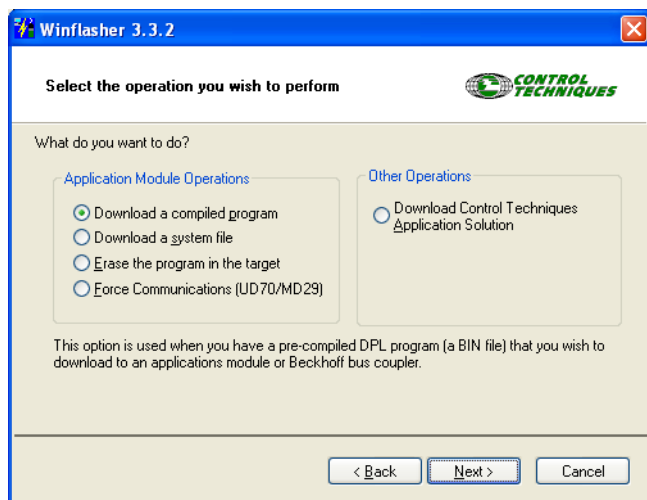 Winflasher 3.3.2
Select the operation you wish to perform
CONTROL
TECHNIQUES
What do you want to do?
Application Module Operations
Download a compiled program
Download a system file
Erase the program in the target
Force Communications (UD70/MD29)
Other Operations
Download Control Techniques
Application Solution
This option is used when you have a pre-compiled DPL program (a BIN file) that you wish to
download to an applications module or Beckhoff bus coupler.
< Back
Next >
Cancel